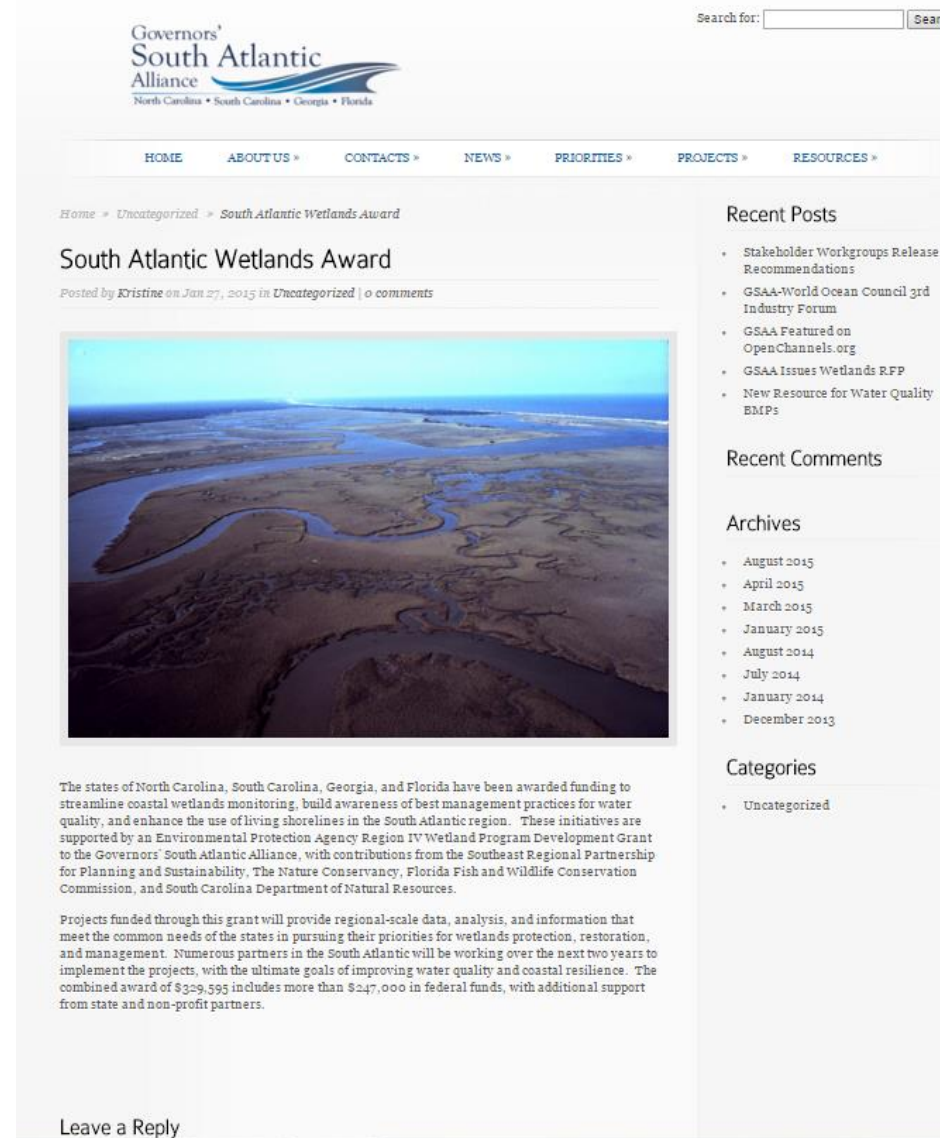 Governors'
South Atlantic
Alliance
North Carolina • South Carolina • Georgia • Florida
Search for:
Sear
HOME ABOUT US » CONTACTS » NEWS » PRIORITIES » PROJECTS » RESOURCES »
Home » Uncategorized » South Atlantic Wetlands Award
South Atlantic Wetlands Award
Posted by Kristine on Jan 27, 2015 in Uncategorized | 0 comments
The states of North Carolina, South Carolina, Georgia, and Florida have been awarded funding to
streamline coastal wetlands monitoring, build awareness of best management practices for water
quality, and enhance the use of living shorelines in the South Atlantic region. These initiatives are
supported by an Environmental Protection Agency Region IV Wetland Program Development Grant
to the Governors' South Atlantic Alliance, with contributions from the Southeast Regional Partnership
for Planning and Sustainability, The Nature Conservancy, Florida Fish and Wildlife Conservation
Commission, and South Carolina Department of Natural Resources.
Projects funded through this grant will provide regional-scale data, analysis, and information that
meet the common needs of the states in pursuing their priorities for wetlands protection, restoration,
and management. Numerous partners in the South Atlantic will be working over the next two years to
implement the projects, with the ultimate goals of improving water quality and coastal resilience. The
combined award of $329,595 includes more than $247,000 in federal funds, with additional support
from state and non-profit partners.
Leave a Reply
Recent Posts
Stakeholder Workgroups Release
Recommendations
GSAA-World Ocean Council 3rd
Industry Forum
GSAA Featured on
OpenChannels.org
GSAA Issues Wetlands RFP
New Resource for Water Quality
BMPs
Recent Comments
Archives
August 2015
April 2015
March 2015
January 2015
August 2014
July 2014
January 2014
December 2013
Categories
Uncategorized